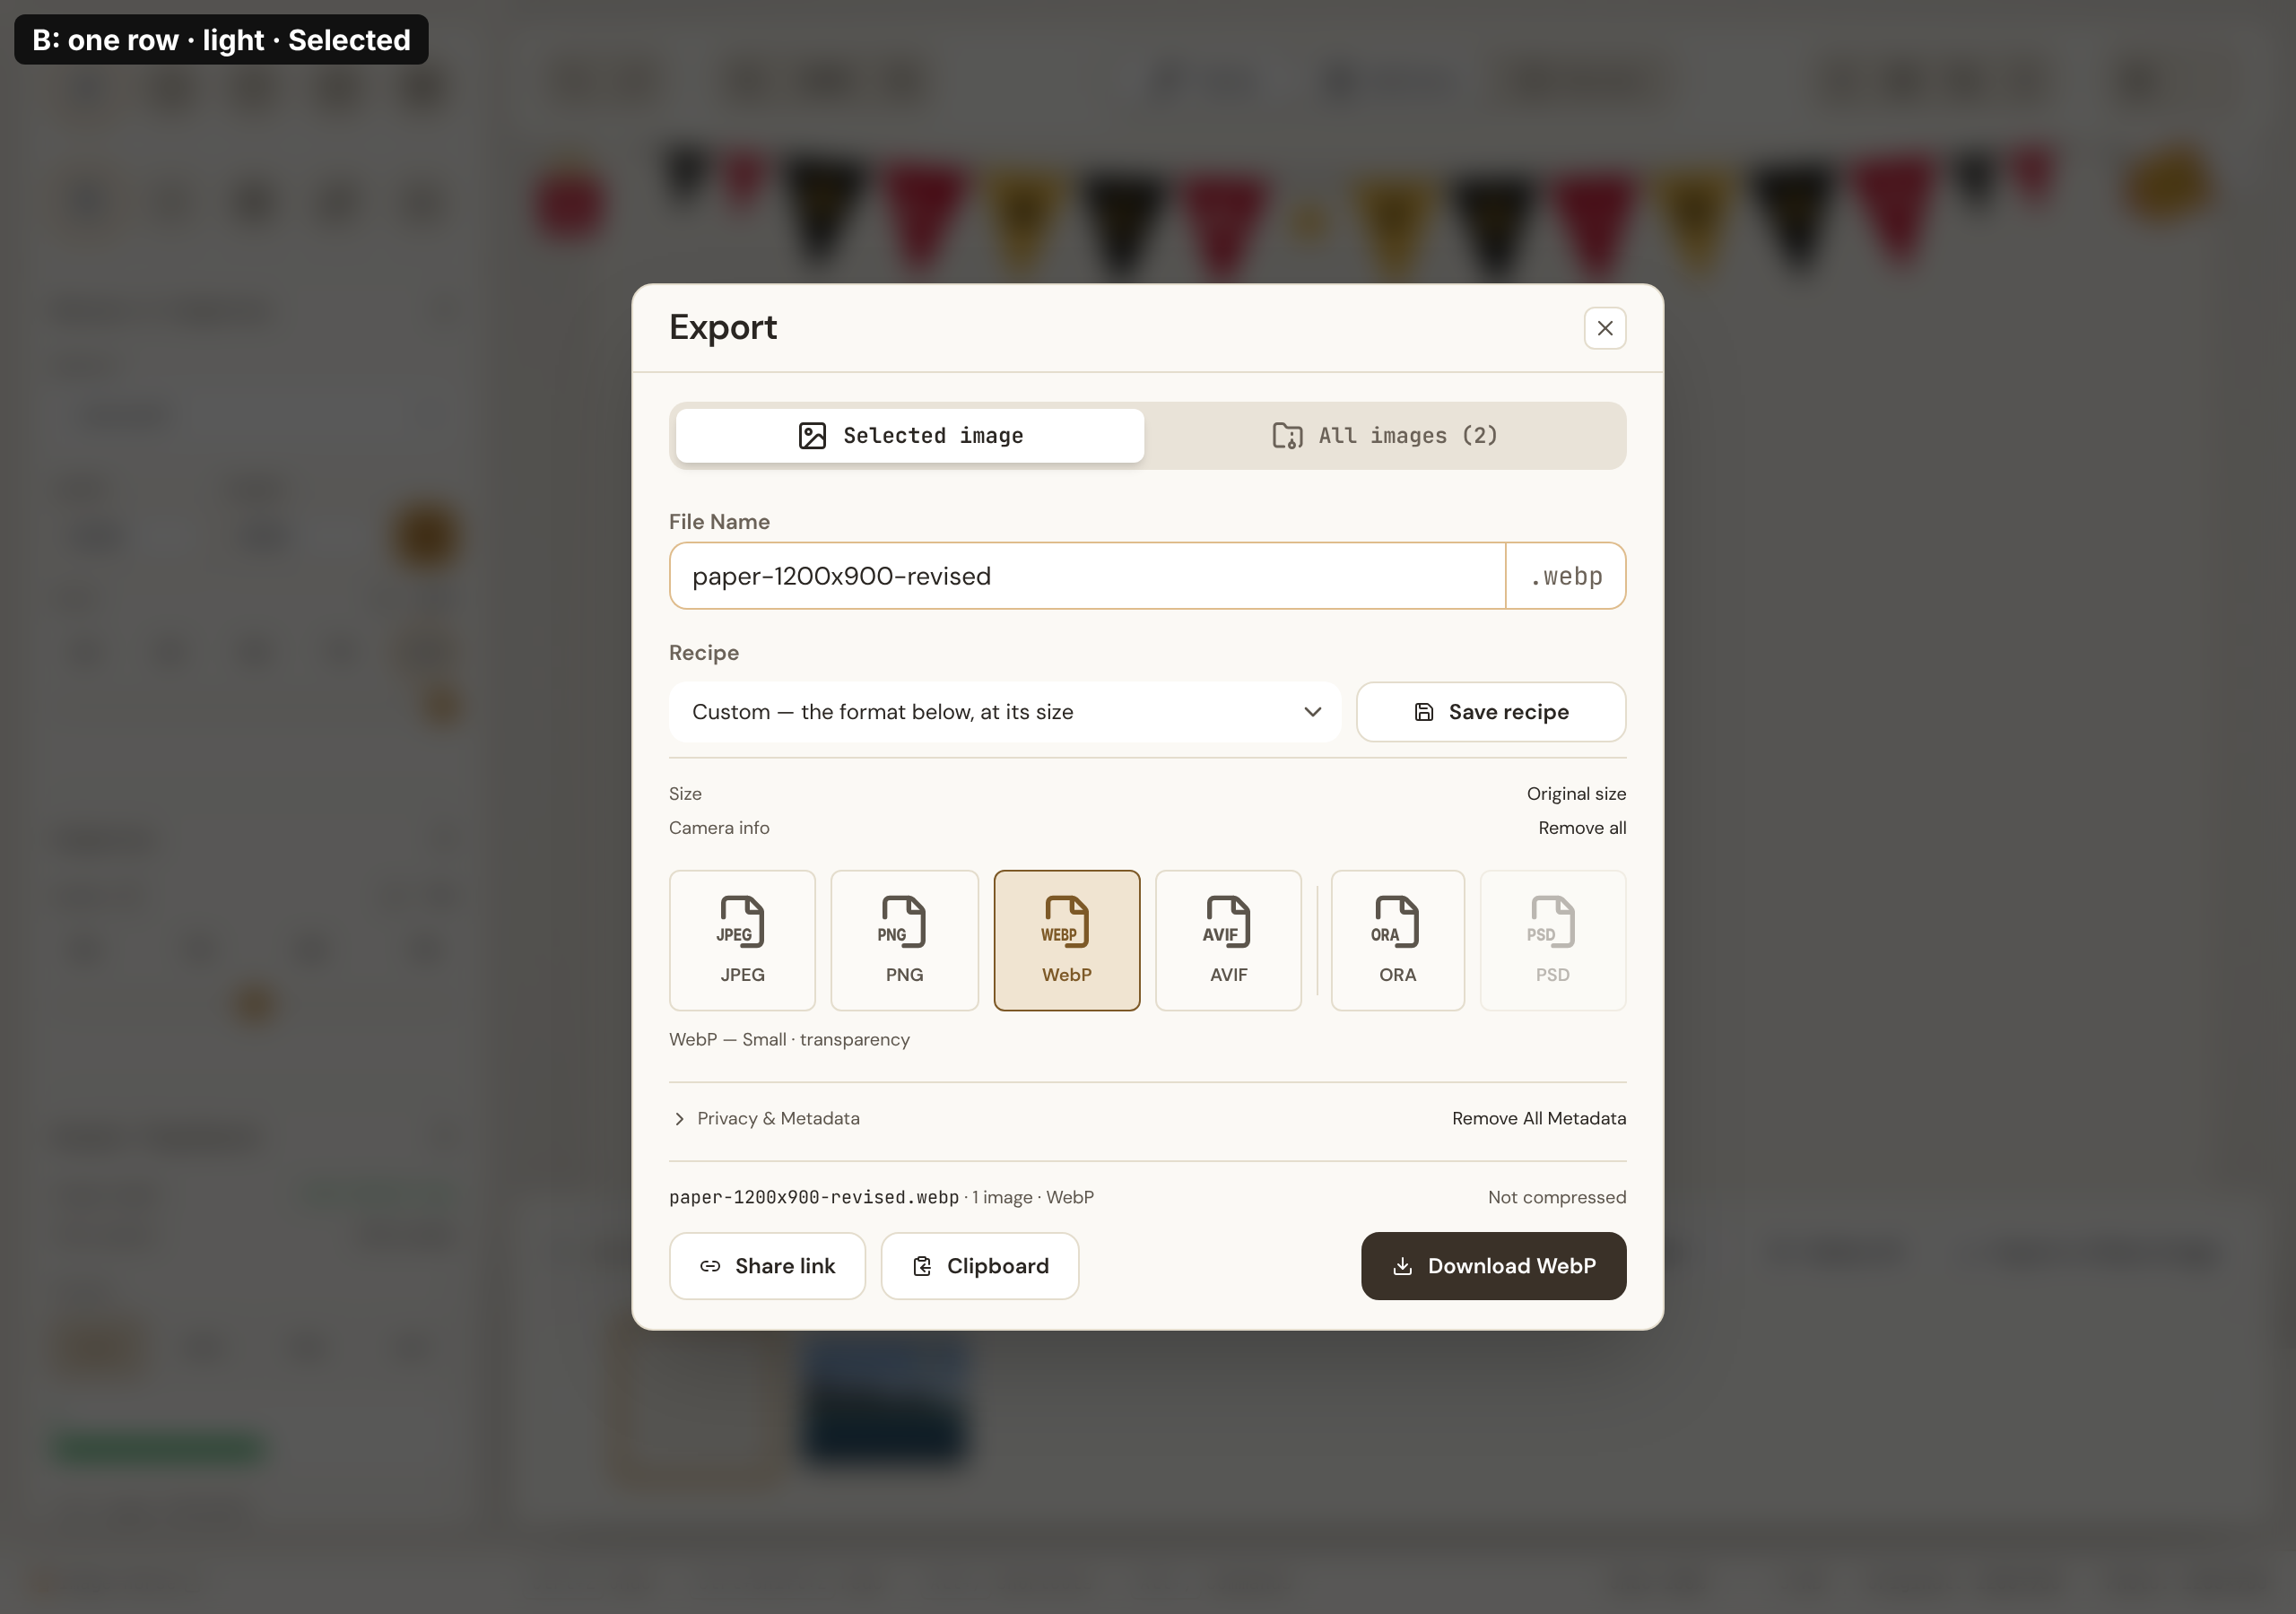 B: one row · light · Selected
Export
Selected image
All images (2)
File Name
paper-1200x900-revised
.webp
Recipe
Custom — the format below, at its size
Save recipe
Size
Original size
Camera info
Remove all
JPEG
JPEG
PNG
PNG
WEBP
WebP
AVIF
AVIF
ORA
ORA
PSD
PSD
WebP — Small · transparency
Privacy & Metadata
Remove All Metadata
paper-1200x900-revised.webp · 1 image · WebP
Not compressed
Share link
Clipboard
Download WebP